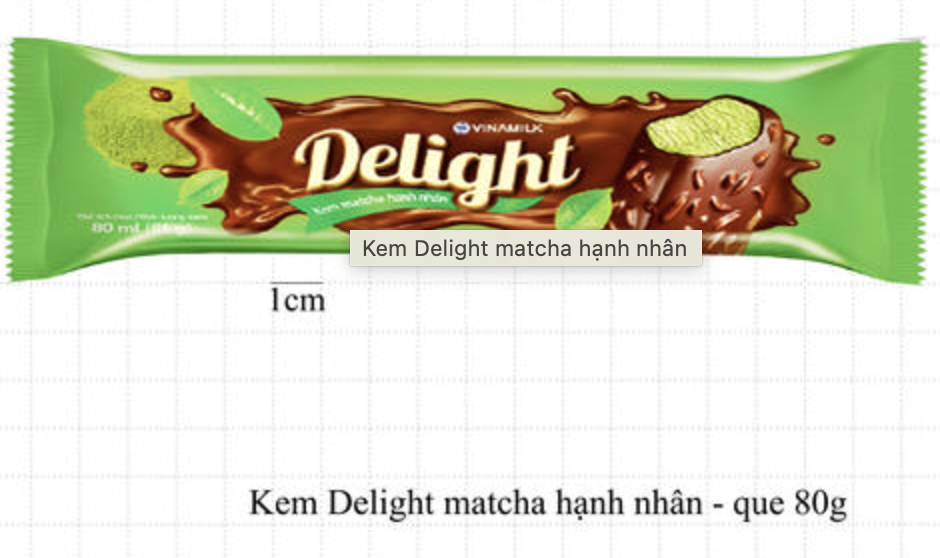 VINAMILK
Delight
Kem matcha hạnh nhân
80 ml
Kem Delight matcha hạnh nhân
1cm
Kem Delight matcha hạnh nhân - que 80g